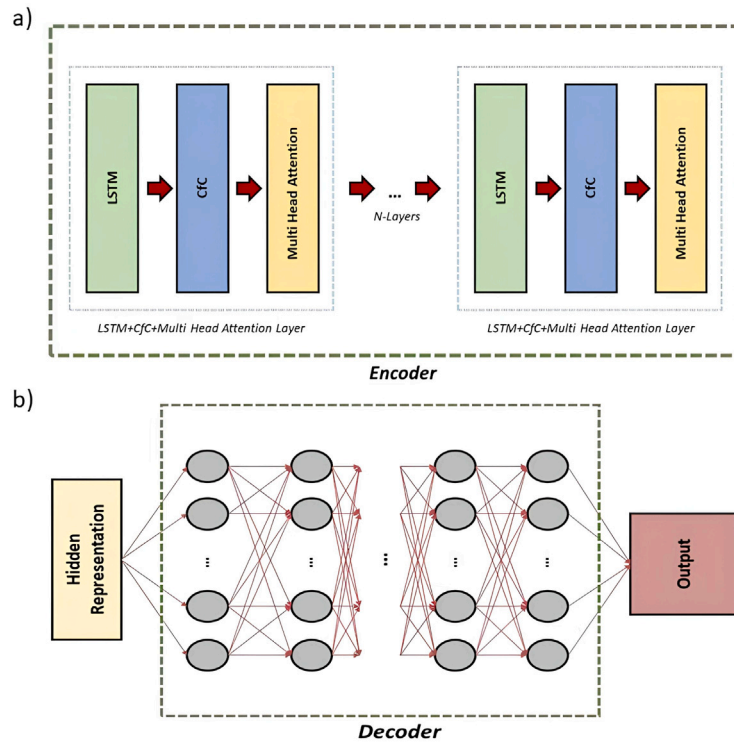 a)
LSTM
CfC
Multi Head Attention
...
N-Layers
LSTM
CfC
Multi Head Attention
LSTM+CfC+Multi Head Attention Layer
LSTM+CfC+Multi Head Attention Layer
Encoder
b)
Hidden
Representation
...
...
...
...
...
Output
Decoder